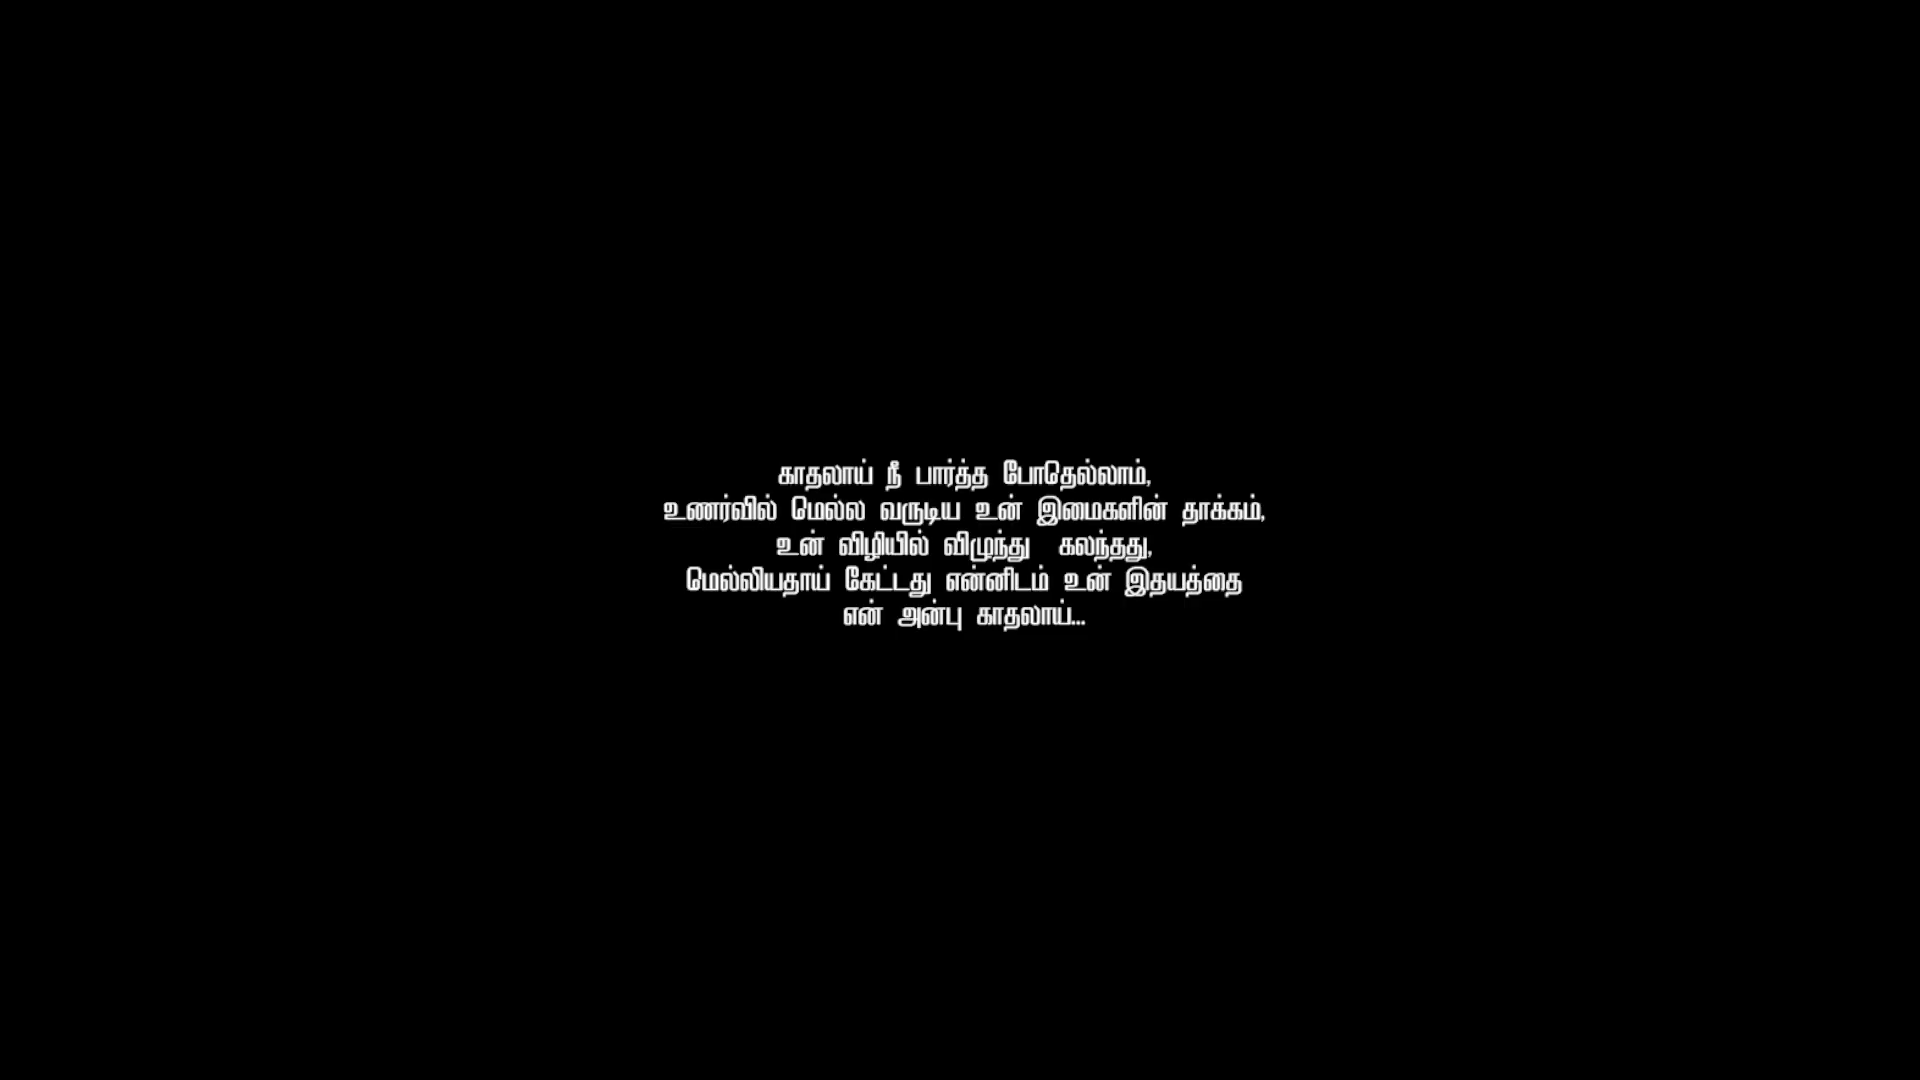 காதலாய் நீ பார்த்த போதெல்லாம்,
உணர்வில் மெல்ல வருடிய உன் இமைகளின் தாக்கம்,
உன் விழியில் விழுந்து கலந்தது,
மெல்லியதாய் கேட்டது என்னிடம் உன் இதயத்தை
என் அன்பு காதலாய்...